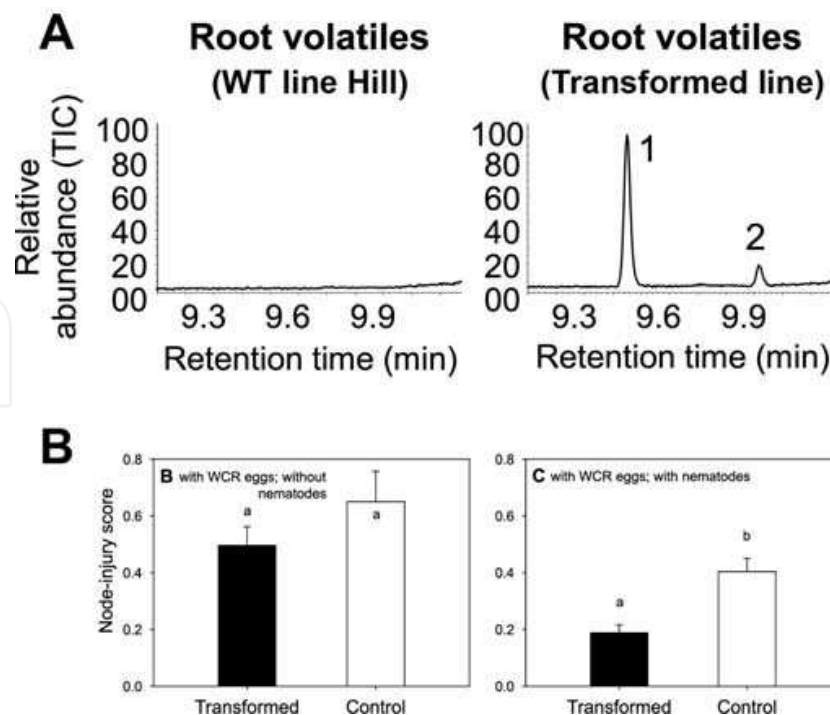 A
Root volatiles
(WT line Hill)
Root volatiles
(Transformed line)
Relative
abundance (TIC)
100
80
60
40
20
00
9.3 9.6 9.9
Retention time (min)
100
80
60
40
20
00
1
2
9.3 9.6 9.9
Retention time (min)
B
Node-injury score
0.8
0.6
0.4
0.2
0.0
B with WCR eggs; without
nematodes
a
a
Transformed Control
0.8
0.6
0.4
0.2
0.0
C with WCR eggs; with nematodes
a
b
Transformed Control